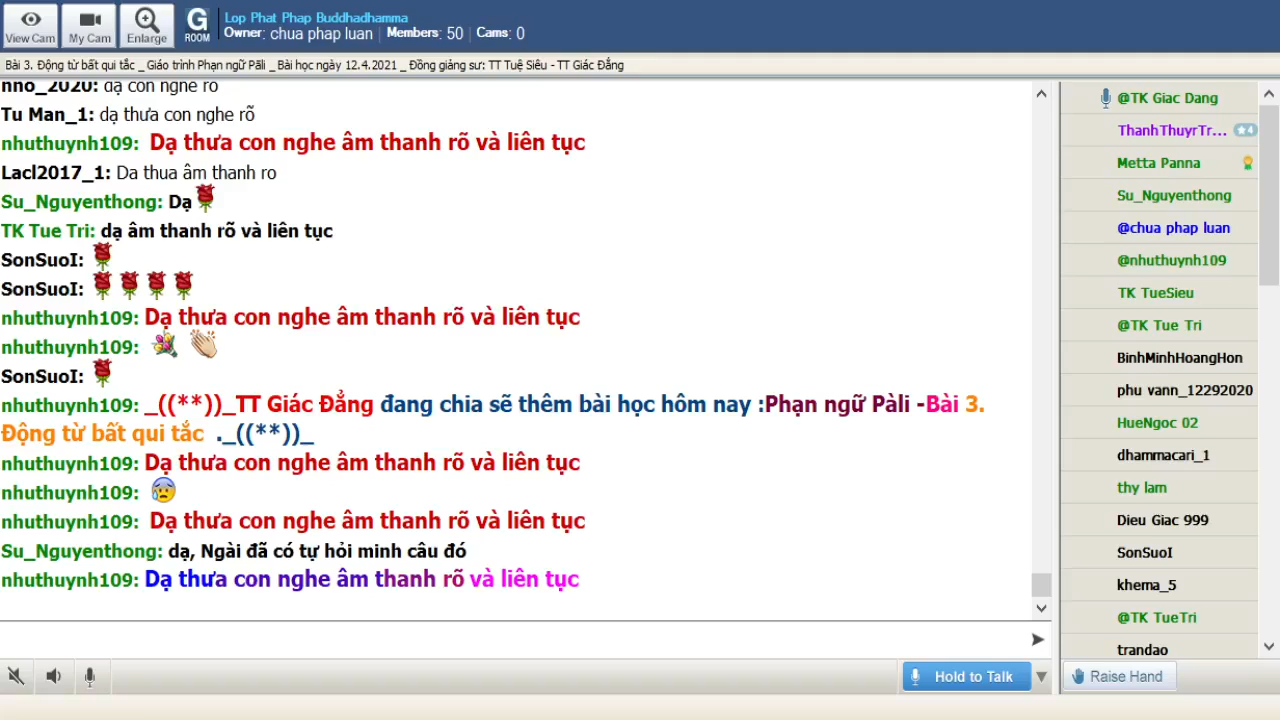 View Cam
My Cam
Enlarge
G
ROOM
Lop Phat Phap Buddhadhamma
Owner: chua phap luan | Members: 50 | Cams: 0
Bài 3. Động từ bất qui tắc _ Giáo trình Phạn ngữ Pāli _ Bài học ngày 12.4.2021 _ Đồng giảng sư: TT Tuệ Siêu - TT Giác Đẳng
nho_2020: dạ con nghe rõ
Tu Man_1: dạ thưa con nghe rõ
nhuthuynh109: Dạ thưa con nghe âm thanh rõ và liên tục
Lacl2017_1: Da thua âm thanh ro
Su_Nguyenthong: Dạ
TK Tue Tri: dạ âm thanh rõ và liên tục
SonSuoI:
SonSuoI:
nhuthuynh109: Dạ thưa con nghe âm thanh rõ và liên tục
nhuthuynh109:
SonSuoI:
nhuthuynh109: _((**))_TT Giác Đẳng đang chia sẽ thêm bài học hôm nay :Phạn ngữ Pàli -Bài 3.
Động từ bất qui tắc ._((**))_
nhuthuynh109: Dạ thưa con nghe âm thanh rõ và liên tục
nhuthuynh109:
nhuthuynh109: Dạ thưa con nghe âm thanh rõ và liên tục
Su_Nguyenthong: dạ, Ngài đã có tự hỏi minh câu đó
nhuthuynh109: Dạ thưa con nghe âm thanh rõ và liên tục
@TK Giac Dang
ThanhThuyrTr... 4
Metta Panna
Su_Nguyenthong
@chua phap luan
@nhuthuynh109
TK TueSieu
@TK Tue Tri
BinhMinhHoangHon
phu vann_12292020
HueNgoc 02
dhammacari_1
thy lam
Dieu Giac 999
SonSuoI
khema_5
@TK TueTri
trandao
Hold to Talk
Raise Hand